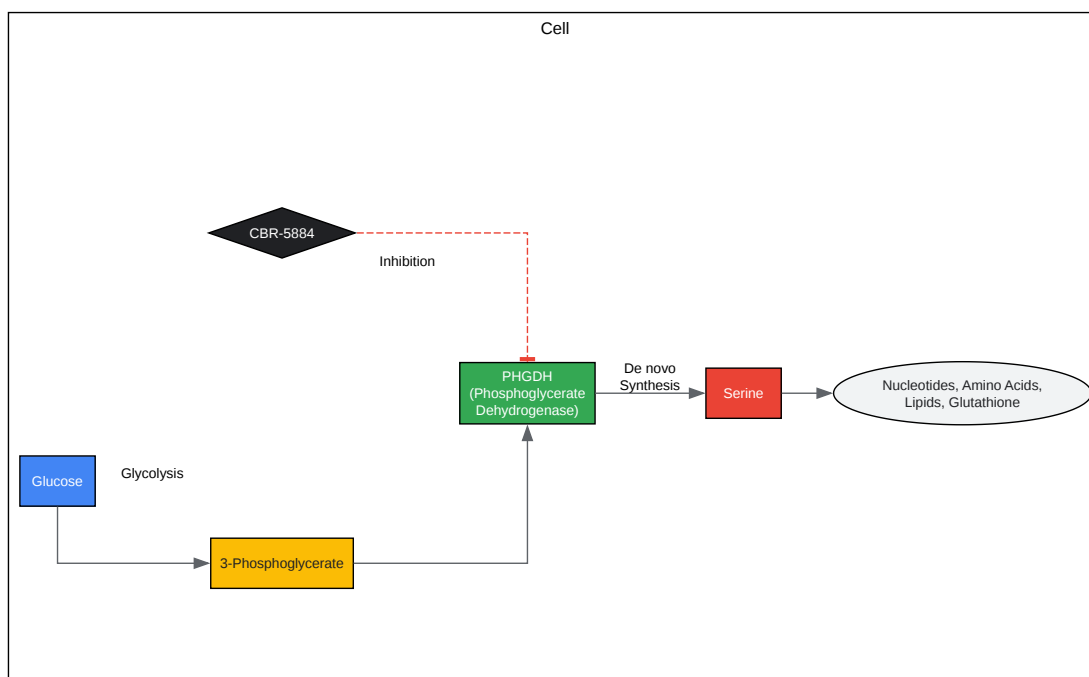 Cell
CBR-5884
Inhibition
PHGDH
(Phosphoglycerate
Dehydrogenase)
De novo
Synthesis
Serine
Nucleotides, Amino Acids,
Lipids, Glutathione
Glucose
Glycolysis
3-Phosphoglycerate